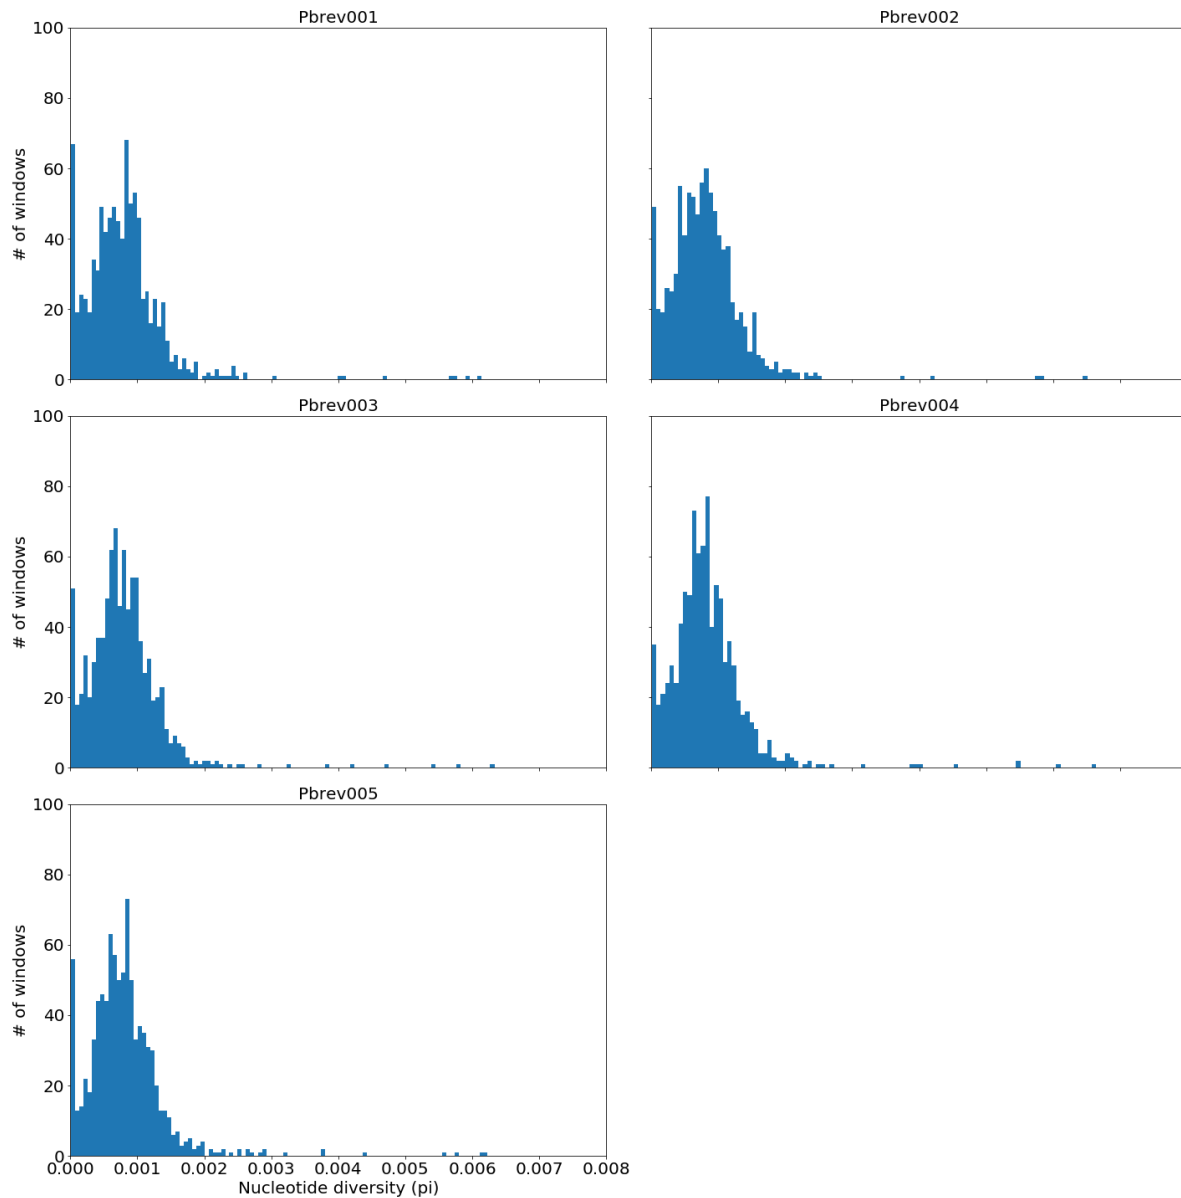 Pbrev001
Pbrev002
100
80
60
40
20
0
# of windows
Pbrev003
Pbrev004
100
80
60
40
20
0
# of windows
Pbrev005
100
80
60
40
20
0
# of windows
0.000 0.001 0.002 0.003 0.004 0.005 0.006 0.007 0.008
Nucleotide diversity (pi)